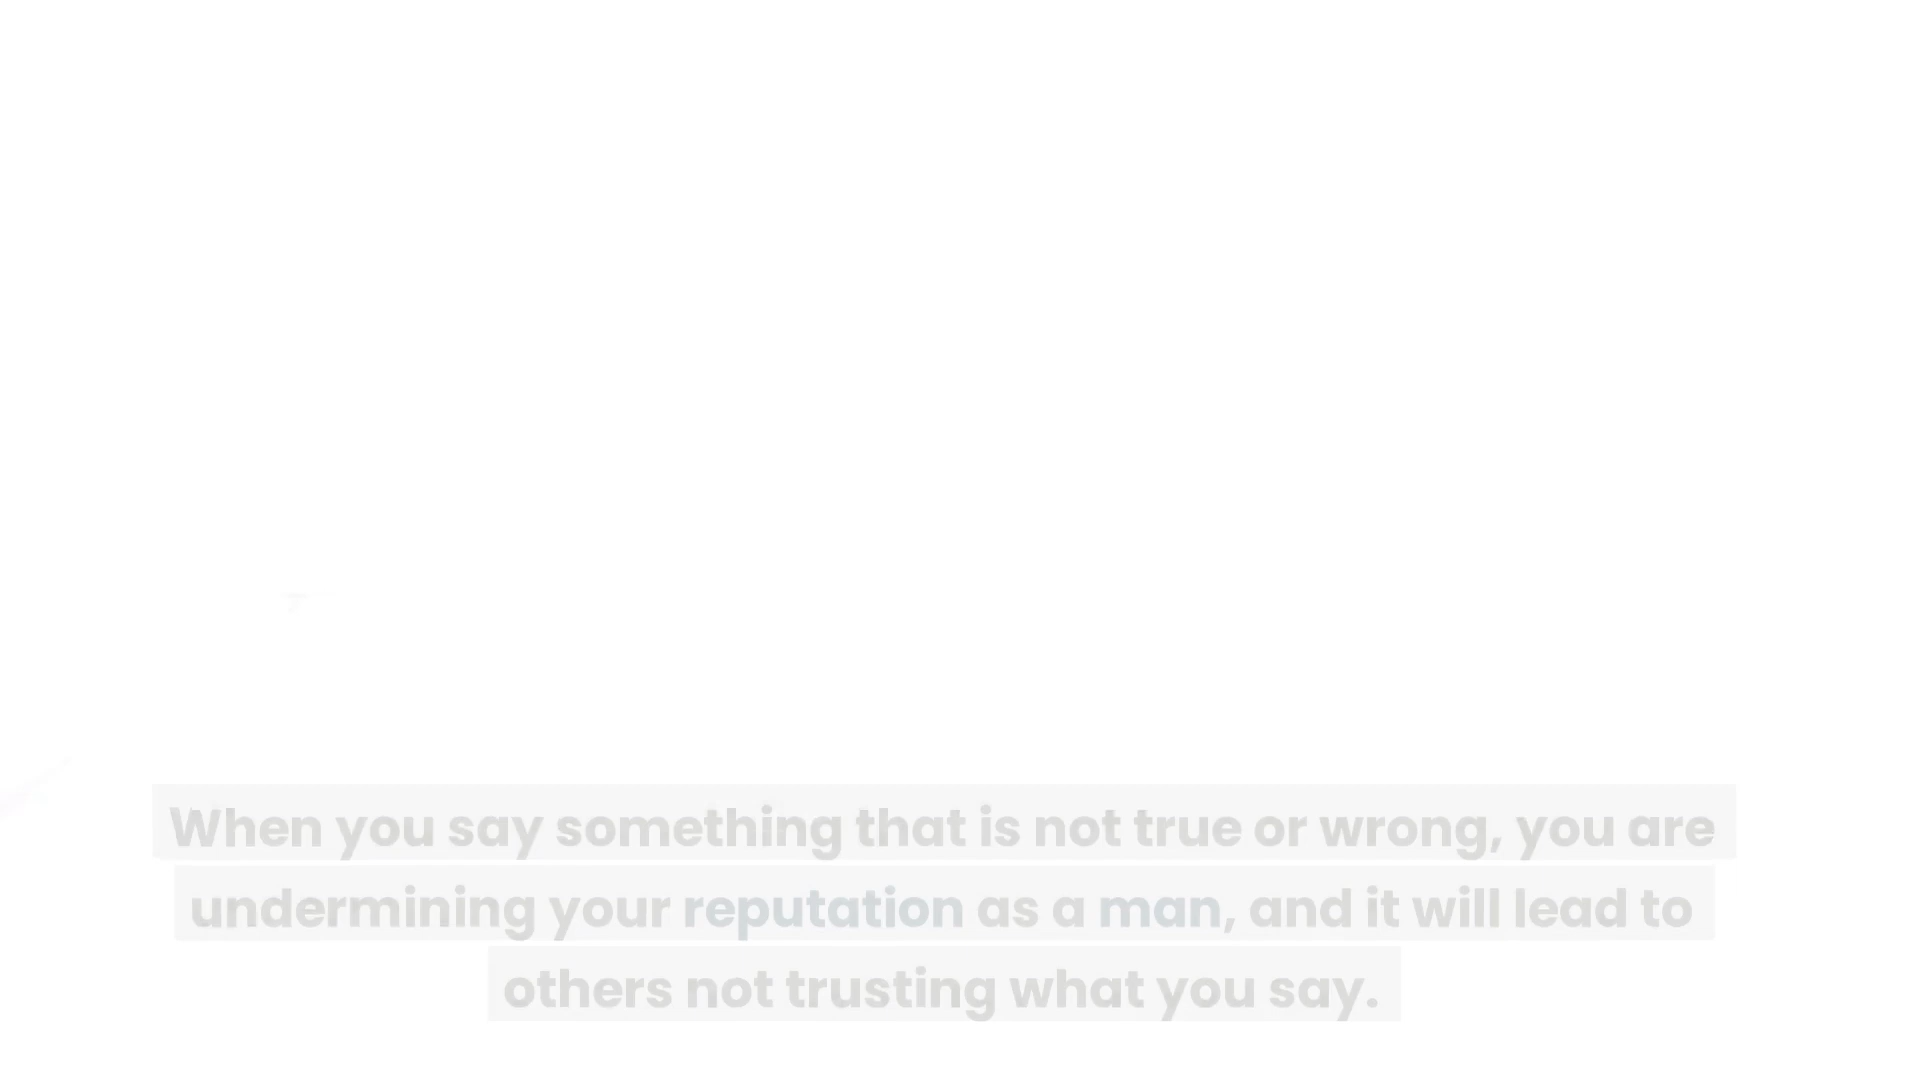 When you say something that is not true or wrong, you are
undermining your reputation as a man, and it will lead to
others not trusting what you say.